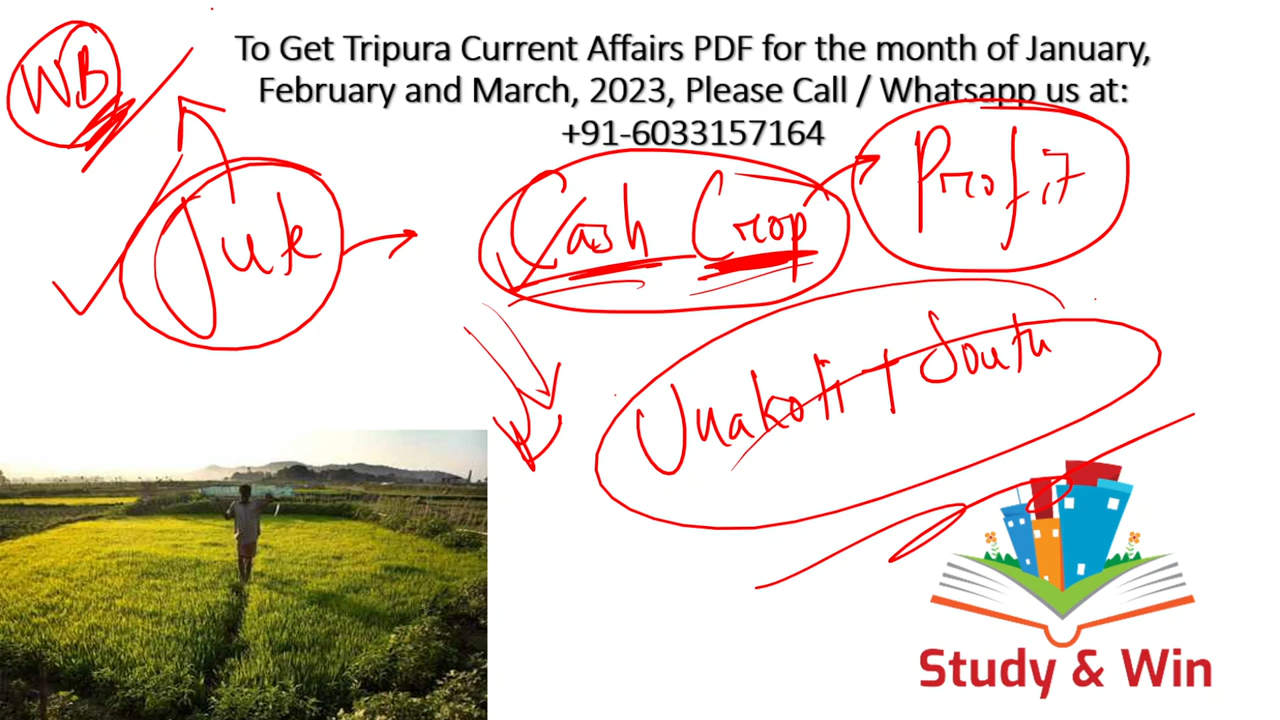 To Get Tripura Current Affairs PDF for the month of January,
February and March, 2023, Please Call / Whatsapp us at:
+91-6033157164
WB
Profit
Cash Crop
Jute
Unakoti + South
Study & Win